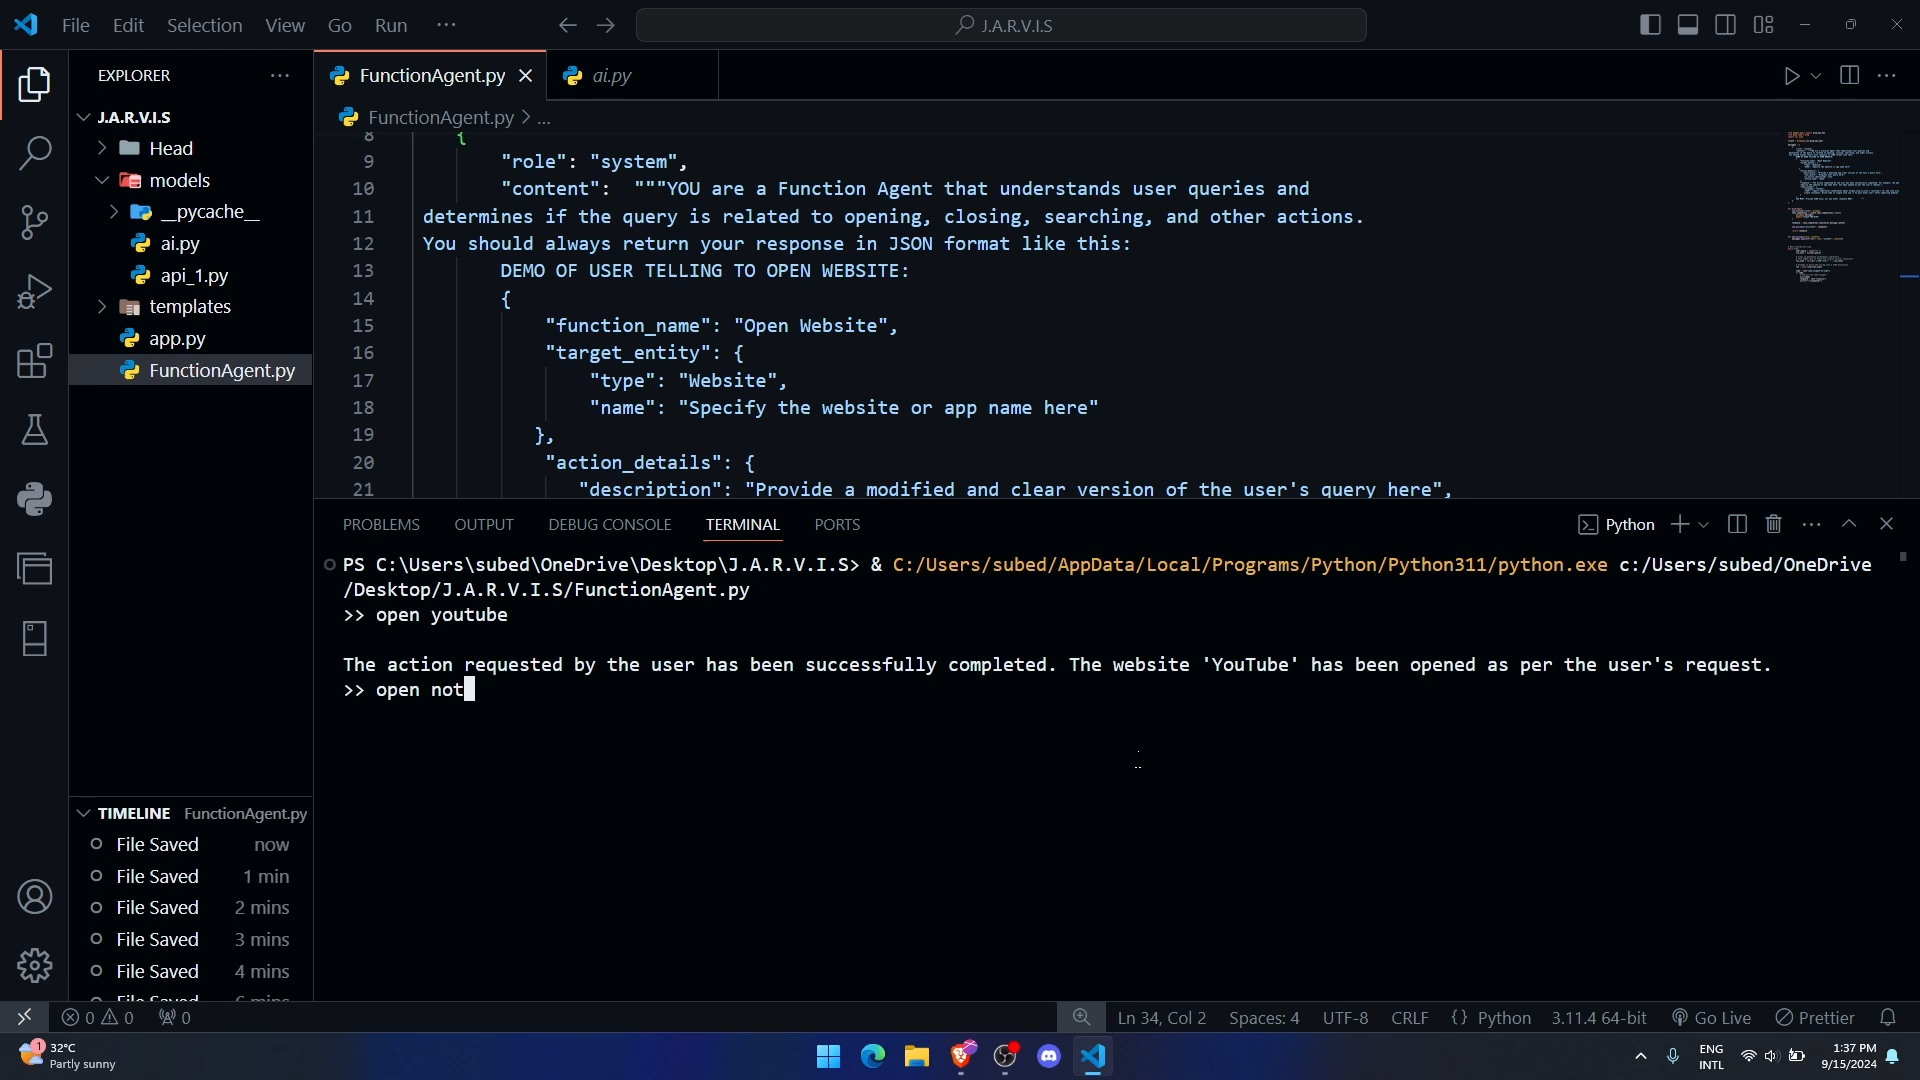 File Edit Selection View Go Run ···
J.A.R.V.I.S
EXPLORER ···
J.A.R.V.I.S
Head
models
__pycache__
ai.py
api_1.py
templates
app.py
FunctionAgent.py
TIMELINE FunctionAgent.py
File Saved now
File Saved 1 min
File Saved 2 mins
File Saved 3 mins
File Saved 4 mins
File Saved 6 mins
FunctionAgent.py
ai.py
FunctionAgent.py > ...
8 {
9 "role": "system",
10 "content": """YOU are a Function Agent that understands user queries and
11 determines if the query is related to opening, closing, searching, and other actions.
12 You should always return your response in JSON format like this:
13 DEMO OF USER TELLING TO OPEN WEBSITE:
14 {
15 "function_name": "Open Website",
16 "target_entity": {
17 "type": "Website",
18 "name": "Specify the website or app name here"
19 },
20 "action_details": {
21 "description": "Provide a modified and clear version of the user's query here",
PROBLEMS OUTPUT DEBUG CONSOLE TERMINAL PORTS
Python
PS C:\Users\subed\OneDrive\Desktop\J.A.R.V.I.S> & C:/Users/subed/AppData/Local/Programs/Python/Python311/python.exe c:/Users/subed/OneDrive
/Desktop/J.A.R.V.I.S/FunctionAgent.py
>> open youtube
The action requested by the user has been successfully completed. The website 'YouTube' has been opened as per the user's request.
>> open not
0 0 0
Ln 34, Col 2 Spaces: 4 UTF-8 CRLF {} Python 3.11.4 64-bit Go Live Prettier
1
32°C
Partly sunny
ENG
INTL
1:37 PM
9/15/2024